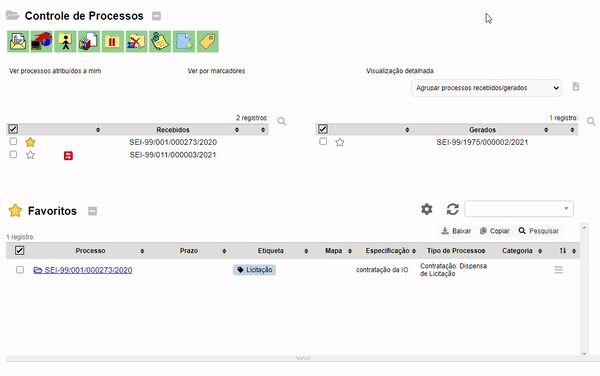 Controle de Processos
Ver processos atribuídos a mim
Ver por marcadores
Visualização detalhada
Agrupar processos recebidos/gerados
2 registros:
1 registro:
Recebidos
Gerados
SEI-99/001/000273/2020
SEI-99/1975/000002/2021
SEI-99/011/000003/2021
Favoritos
Baixar
Copiar
Pesquisar
1 registro:
Processo
Prazo
Etiqueta
Mapa
Especificação
Tipo de Processo
Categoria
SEI-99/001/000273/2020
Licitação
contratação da IO
Contratação: Dispensa
de Licitação